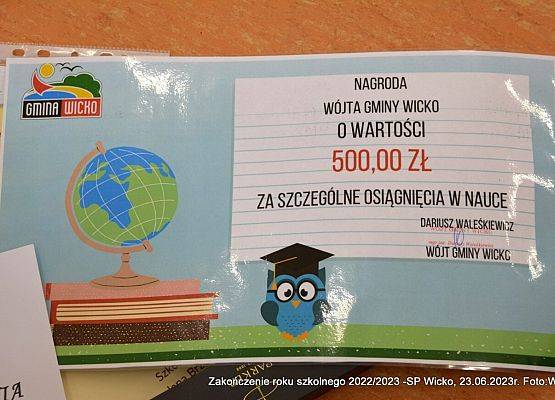 GMINA WICKO
NAGRODA
WÓJTA GMINY WICKO
O WARTOŚCI
500,00 ZŁ
ZA SZCZEGÓLNE OSIĄGNIĘCIA W NAUCE
DARIUSZ WALEŚKIEWICZ
WÓJT GMINY WICKO
PARK
Zakończenie roku szkolnego 2022/2023 -SP Wicko, 23.06.2023r. Foto:W